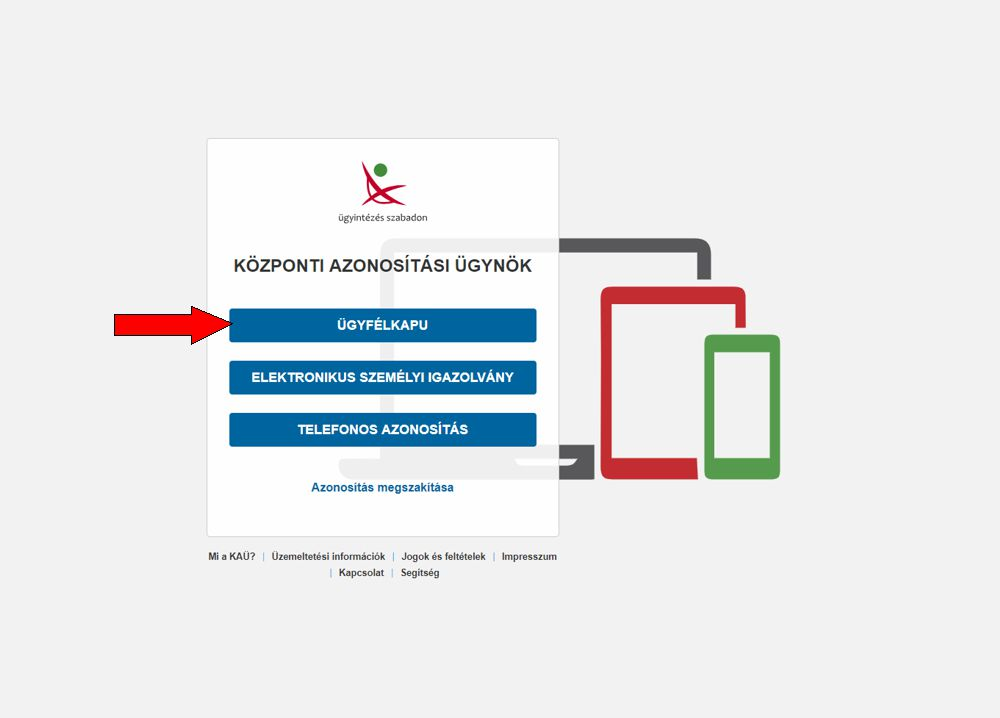 ügyintézés szabadon
KÖZPONTI AZONOSÍTÁSI ÜGYNÖK
ÜGYFÉLKAPU
ELEKTRONIKUS SZEMÉLYI IGAZOLVÁNY
TELEFONOS AZONOSÍTÁS
Azonosítás megszakítása
Mi a KAÜ? | Üzemeltetési információk | Jogok és feltételek | Impresszum
| Kapcsolat | Segítség